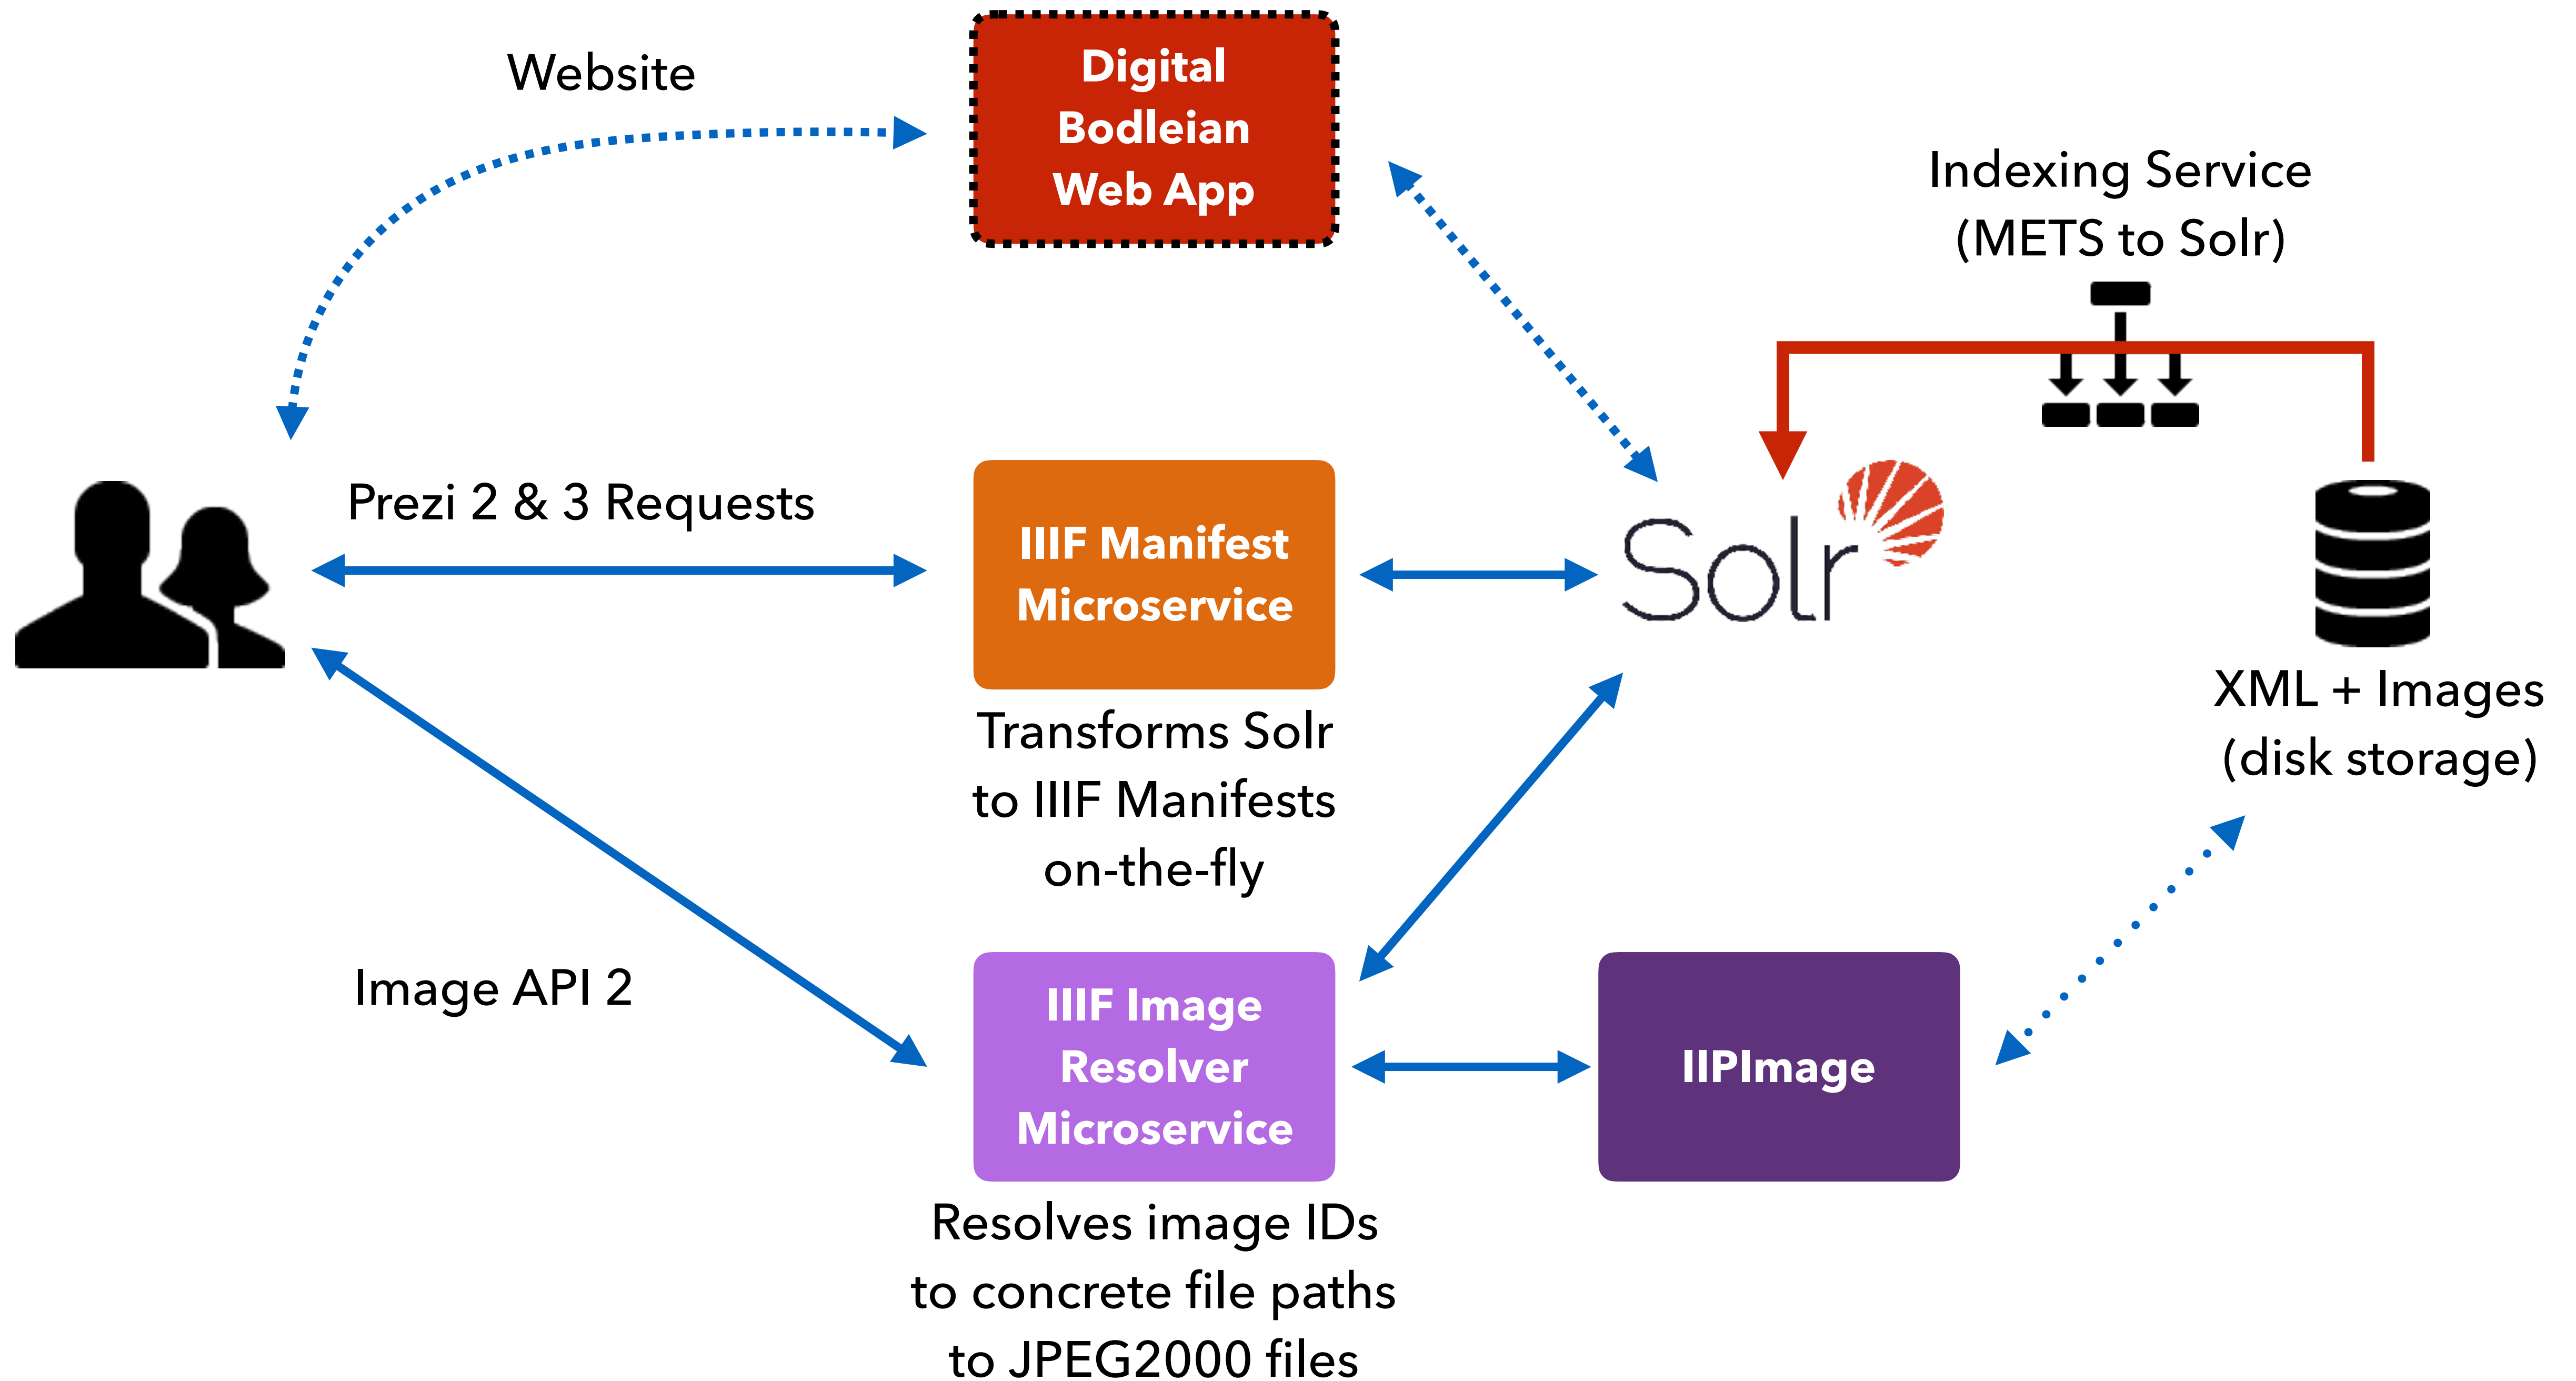 Website
Digital
Bodleian
Web App
Indexing Service
(METS to Solr)
Prezi 2 & 3 Requests
IIIF Manifest
Microservice
Solr
Transforms Solr
to IIIF Manifests
on-the-fly
XML + Images
(disk storage)
Image API 2
IIIF Image
Resolver
Microservice
IIPImage
Resolves image IDs
to concrete file paths
to JPEG2000 files